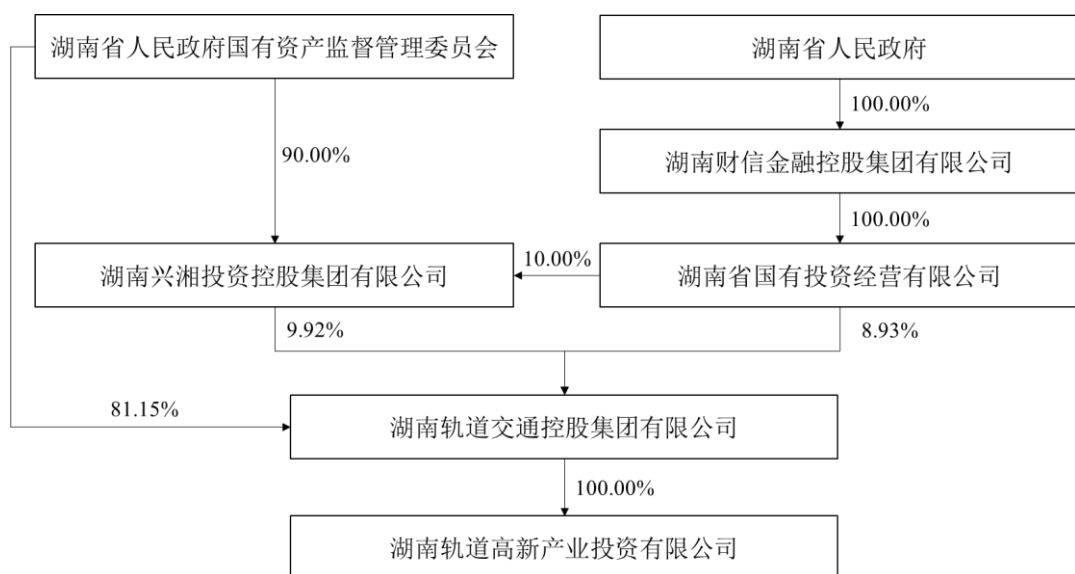 湖南省人民政府国有资产监督管理委员会
湖南省人民政府
100.00%
90.00%
湖南财信金融控股集团有限公司
100.00%
湖南兴湘投资控股集团有限公司
10.00%
湖南省国有投资经营有限公司
9.92%
8.93%
81.15%
湖南轨道交通控股集团有限公司
100.00%
湖南轨道高新产业投资有限公司